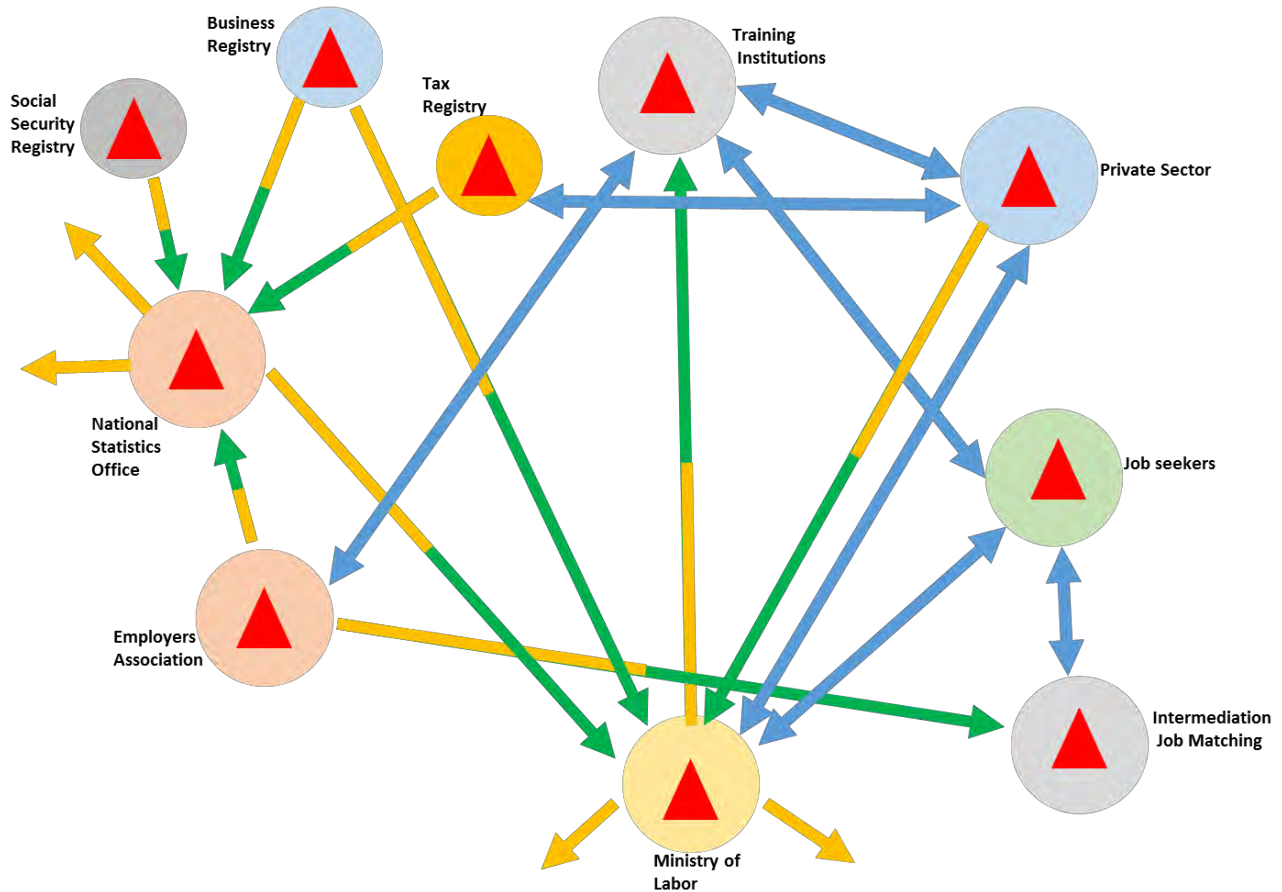 Business
Registry
Training
Institutions
Tax
Registry
Social
Security
Registry
Private Sector
National
Statistics
Office
Job seekers
Employers
Association
Intermediation
Job Matching
Ministry of
Labor